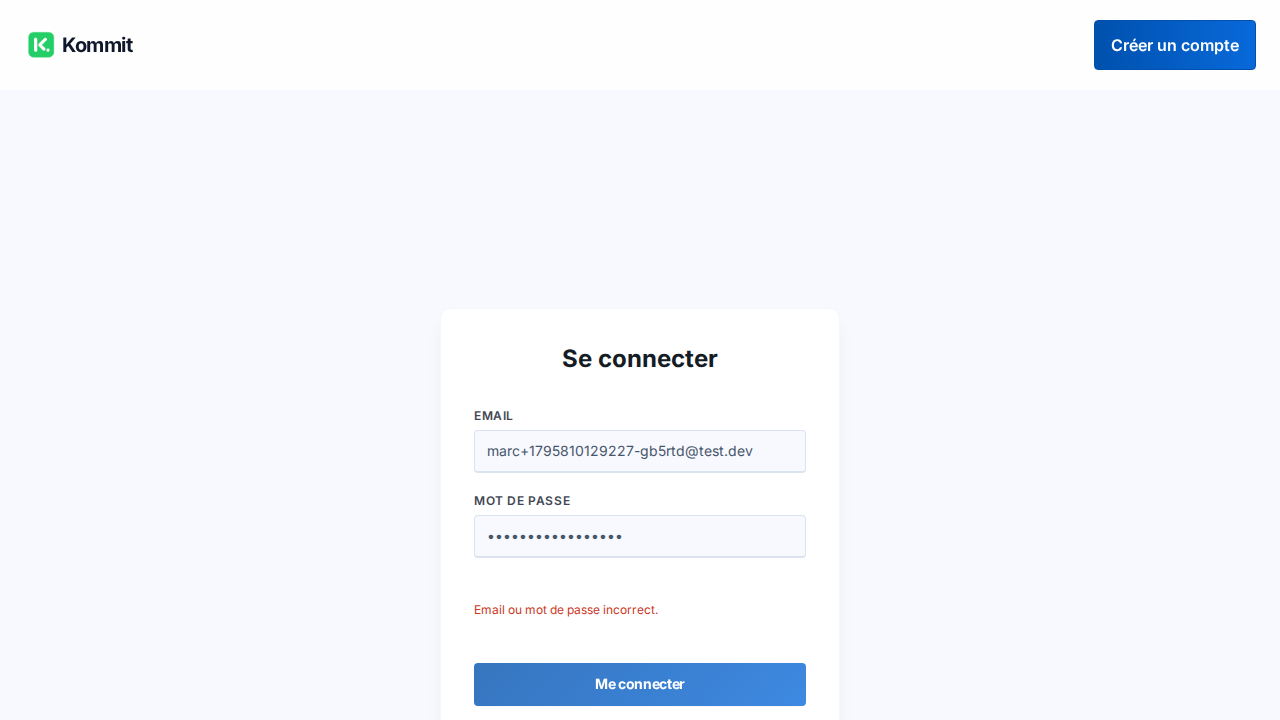 Kommit
Créer un compte
Se connecter
EMAIL
marc+1795810129227-gb5rtd@test.dev
MOT DE PASSE
•••••••••••••••••
Email ou mot de passe incorrect.
Me connecter